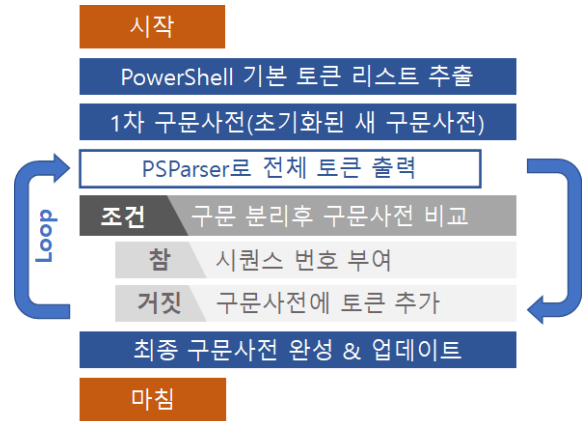 시작
PowerShell 기본 토큰 리스트 추출
1차 구문사전(초기화된 새 구문사전)
PSParser로 전체 토큰 출력
Loop
조건 구문 분리후 구문사전 비교
참 시퀀스 번호 부여
거짓 구문사전에 토큰 추가
최종 구문사전 완성 & 업데이트
마침